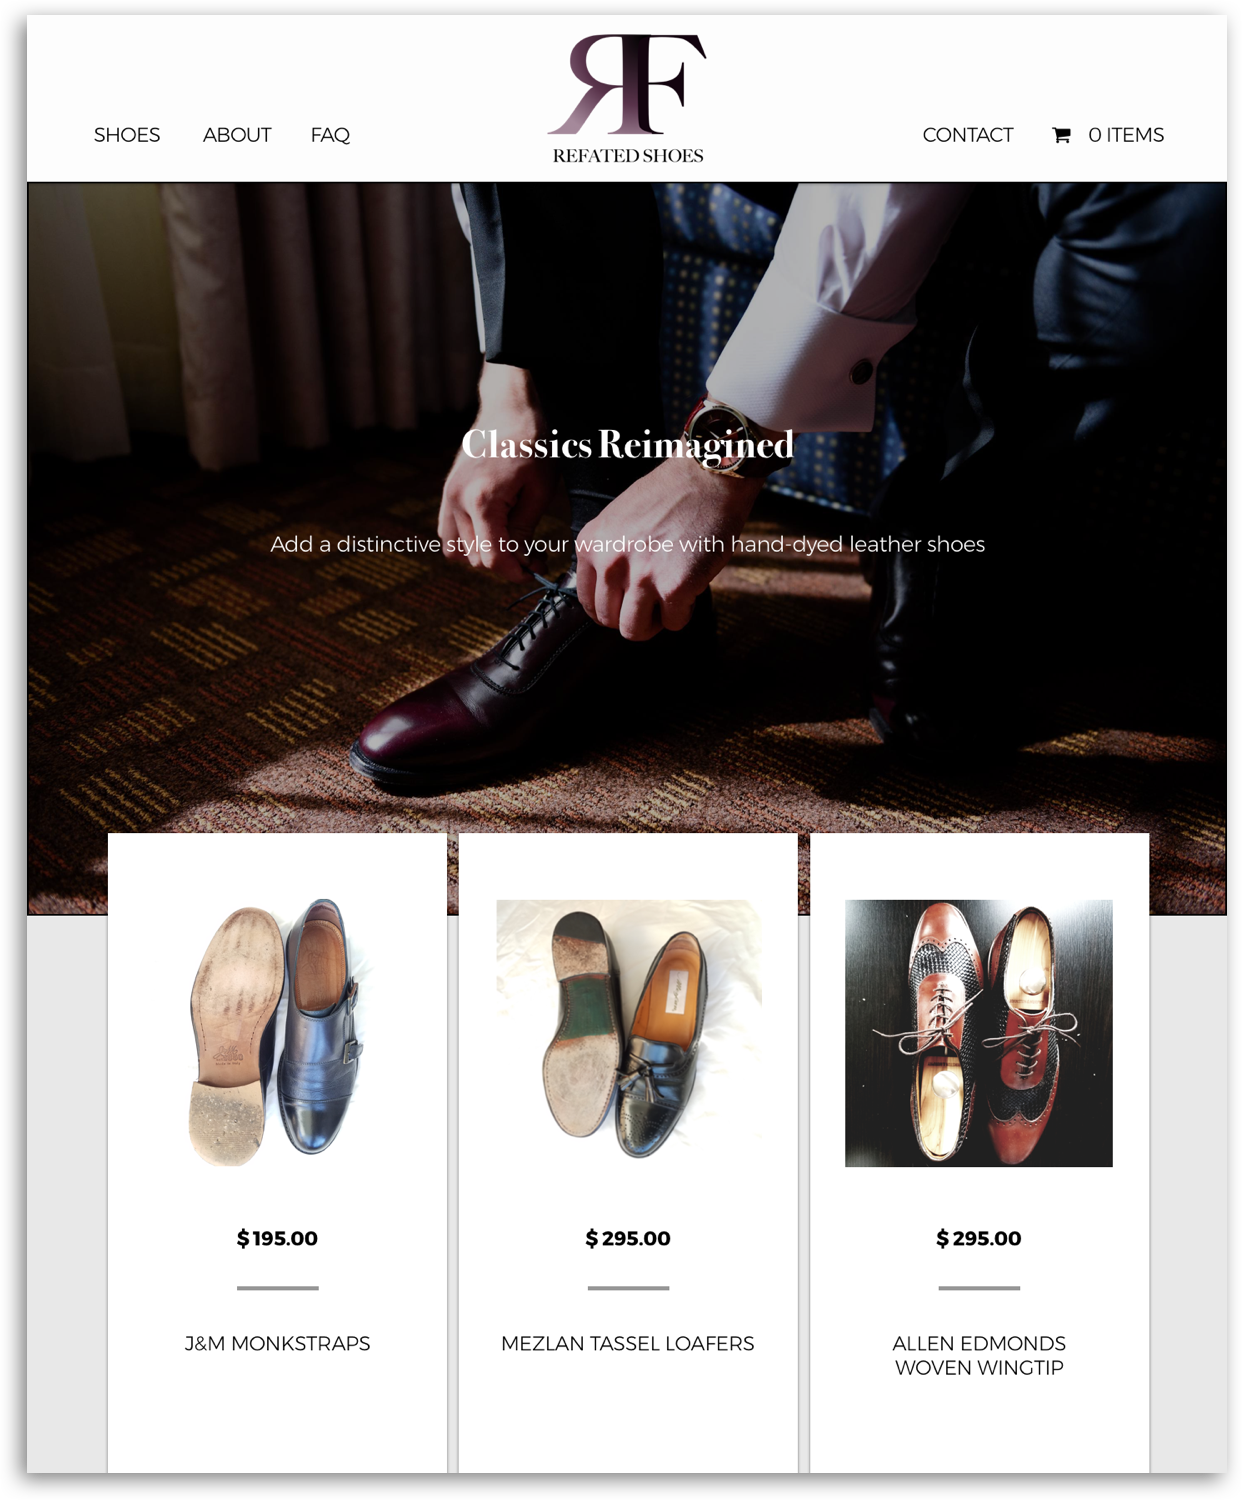 RF
REFATED SHOES
SHOES ABOUT FAQ CONTACT 0 ITEMS
Classics Reimagined
Add a distinctive style to your wardrobe with hand-dyed leather shoes
$ 195.00 $ 295.00 $ 295.00
J&M MONKSTRAPS MEZLAN TASSEL LOAFERS ALLEN EDMONDS
WOVEN WINGTIP